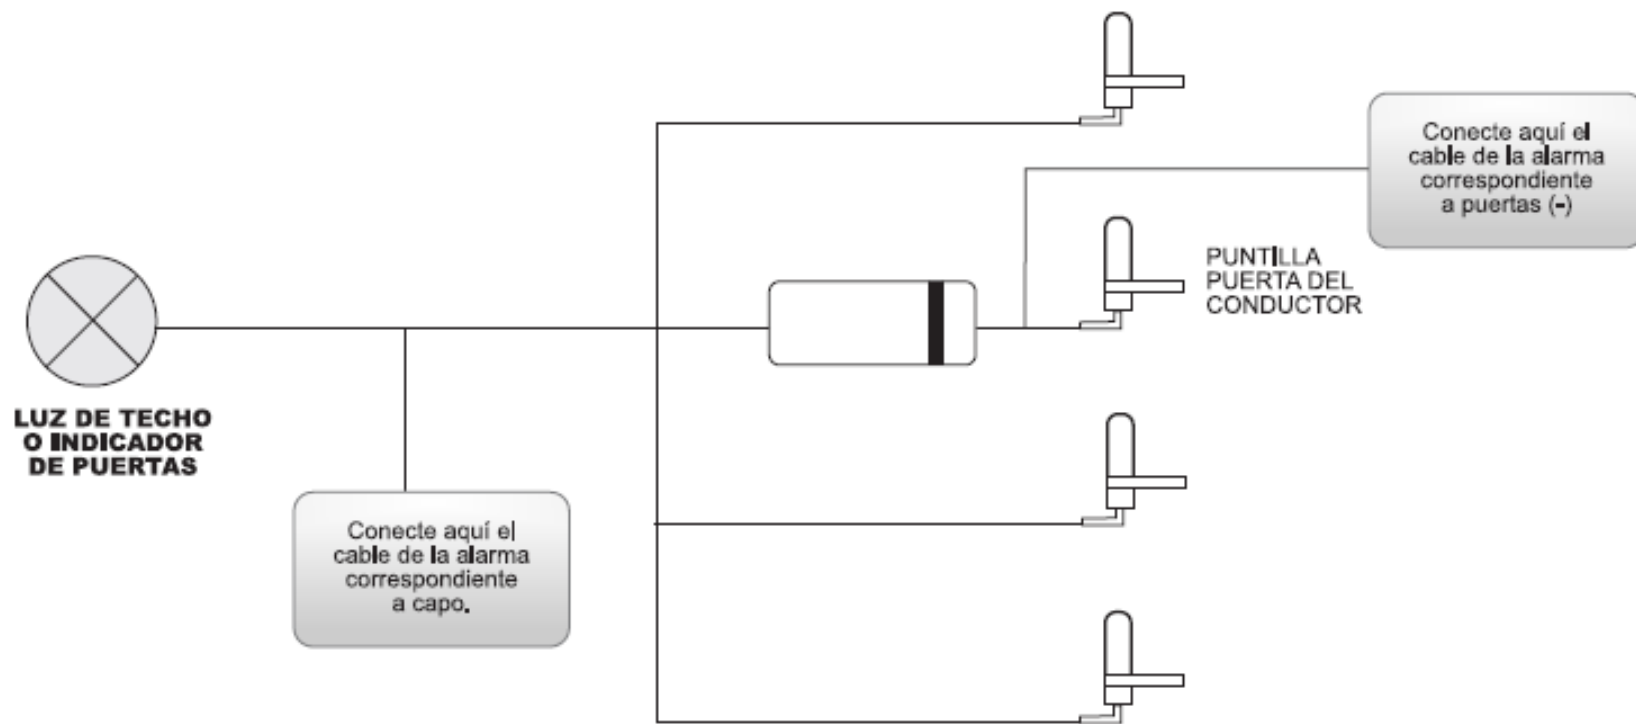 Conecte aquí el
cable de la alarma
correspondiente
a puertas (-)
PUNTILLA
PUERTA DEL
CONDUCTOR
LUZ DE TECHO
O INDICADOR
DE PUERTAS
Conecte aquí el
cable de la alarma
correspondiente
a capo.